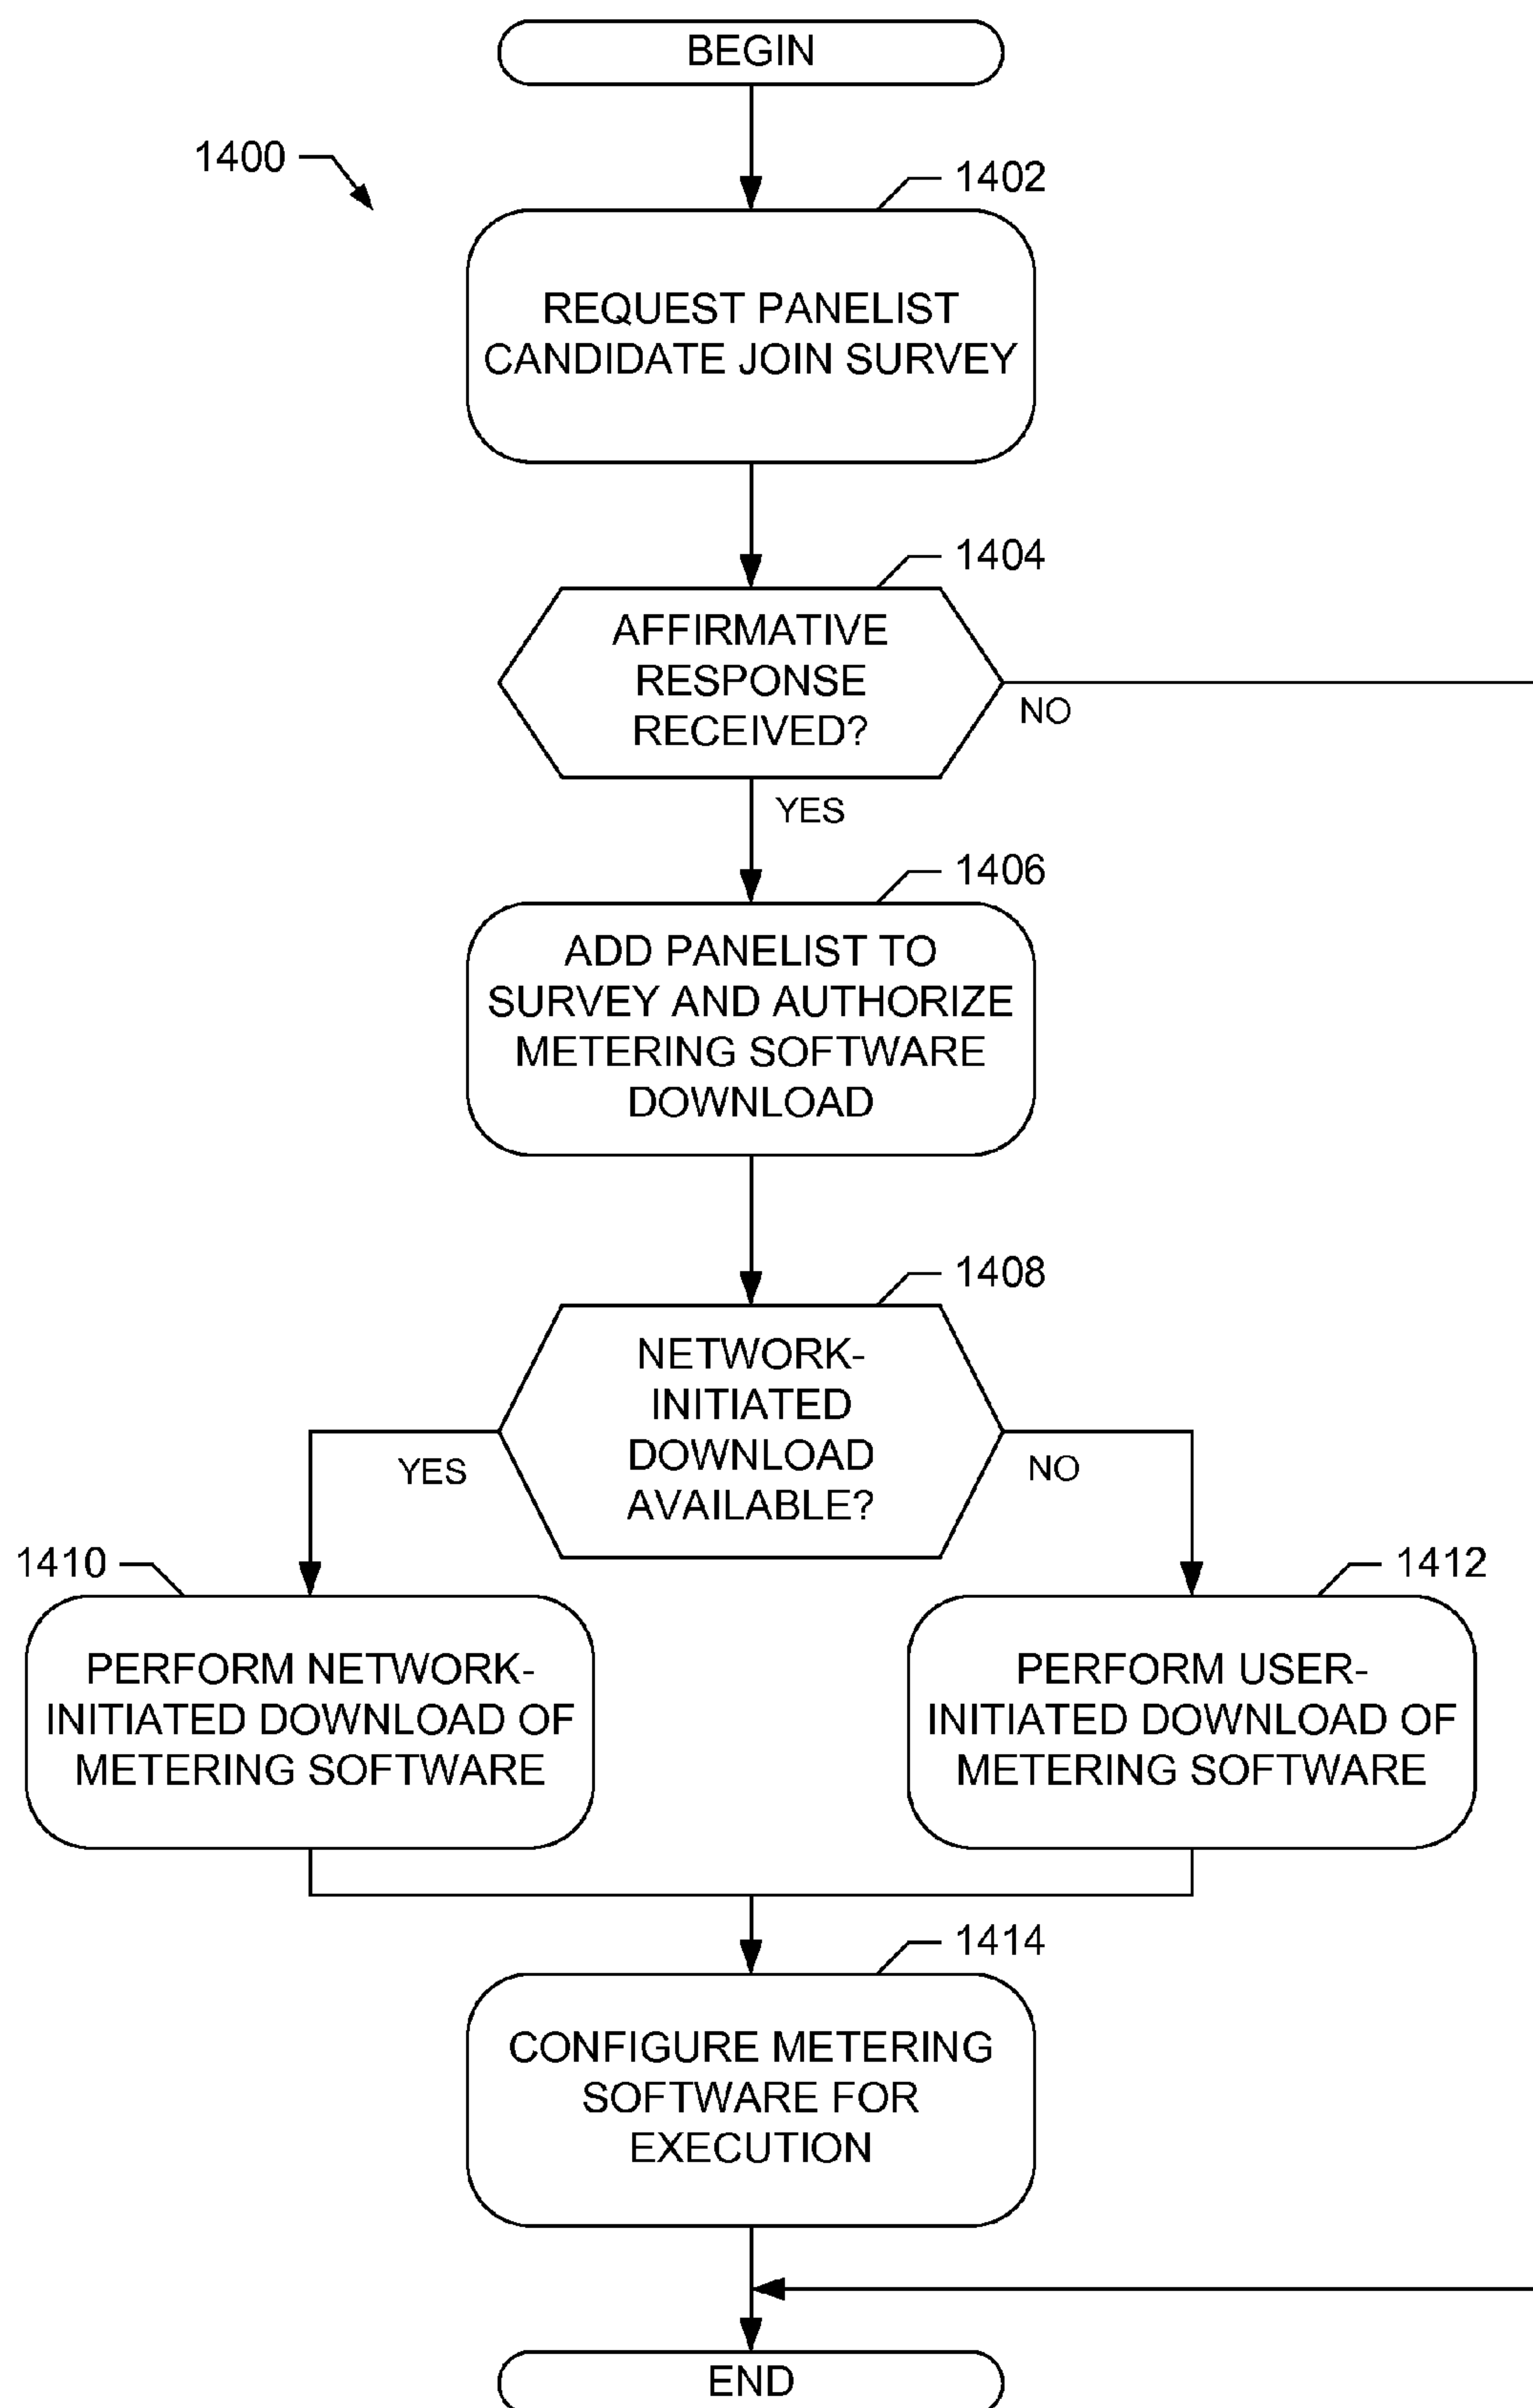 BEGIN
1400
1402
REQUEST PANELIST
CANDIDATE JOIN SURVEY
1404
AFFIRMATIVE
RESPONSE
RECEIVED?
NO
YES
1406
ADD PANELIST TO
SURVEY AND AUTHORIZE
METERING SOFTWARE
DOWNLOAD
1408
NETWORK-
INITIATED
DOWNLOAD
AVAILABLE?
YES
NO
1410
PERFORM NETWORK-
INITIATED DOWNLOAD OF
METERING SOFTWARE
1412
PERFORM USER-
INITIATED DOWNLOAD OF
METERING SOFTWARE
1414
CONFIGURE METERING
SOFTWARE FOR
EXECUTION
END